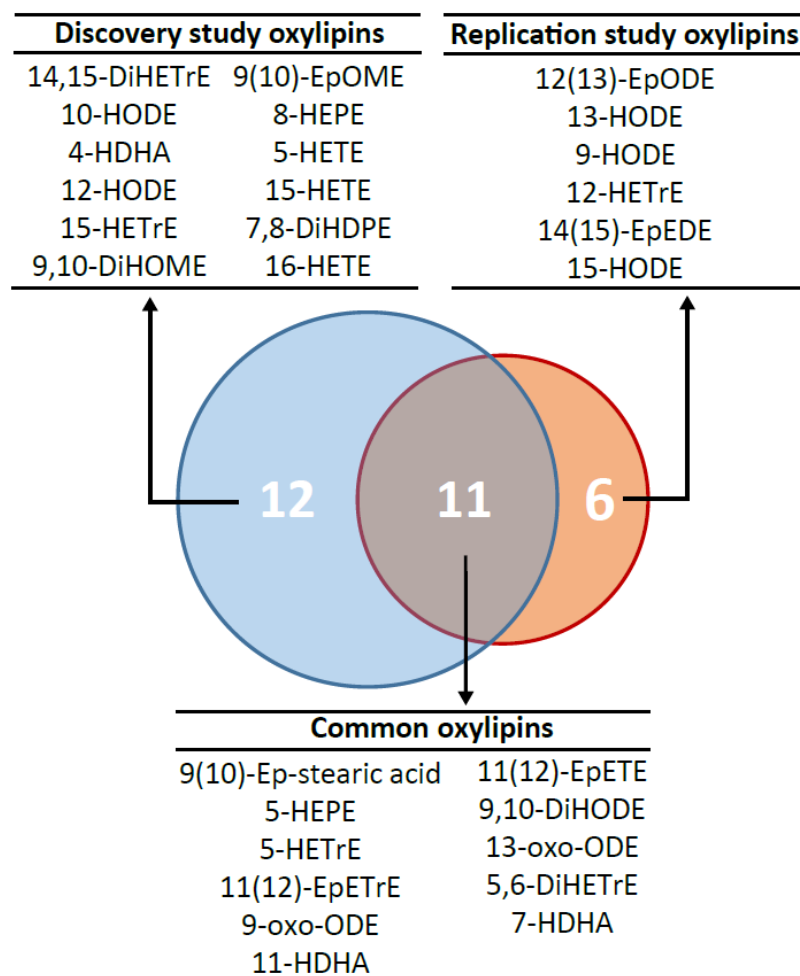 Discovery study oxylipins
14,15-DiHETrE
10-HODE
4-HDHA
12-HODE
15-HETrE
9,10-DiHOME
9(10)-EpOME
8-HEPE
5-HETE
15-HETE
7,8-DiHDPE
16-HETE
Replication study oxylipins
12(13)-EpODE
13-HODE
9-HODE
12-HETrE
14(15)-EpEDE
15-HODE
12
11
6
Common oxylipins
9(10)-Ep-stearic acid
5-HEPE
5-HETrE
11(12)-EpETrE
9-oxo-ODE
11-HDHA
11(12)-EpETE
9,10-DiHODE
13-oxo-ODE
5,6-DiHETrE
7-HDHA